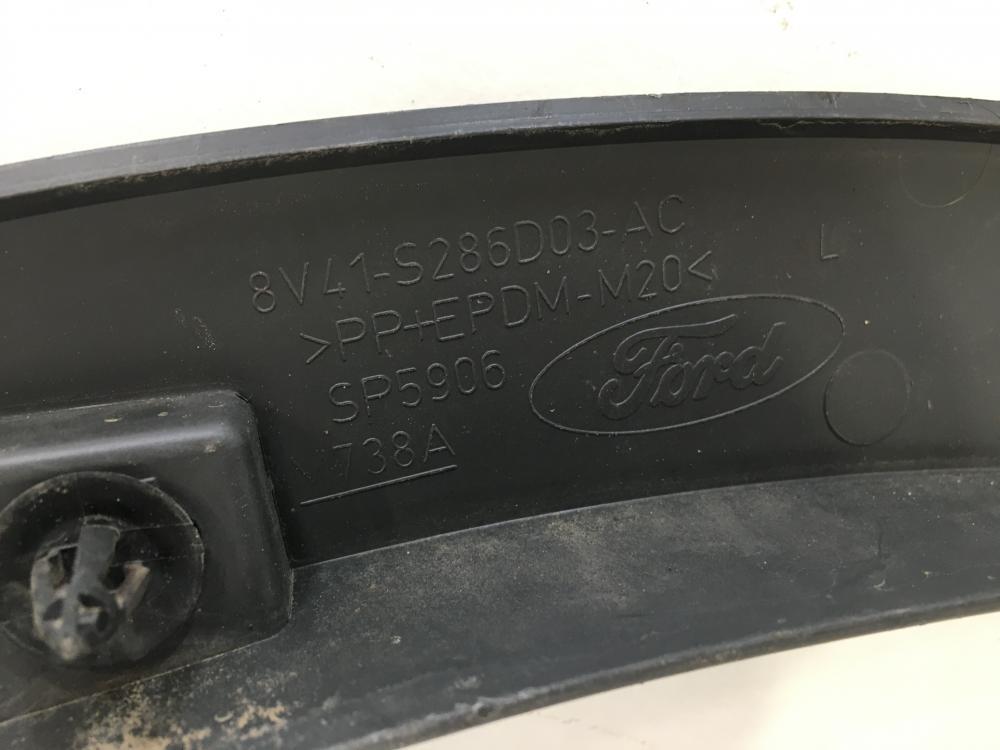 8V41-S286D03-AC
>PP+EPDM-M20<
SP5906
738A
Ford
L